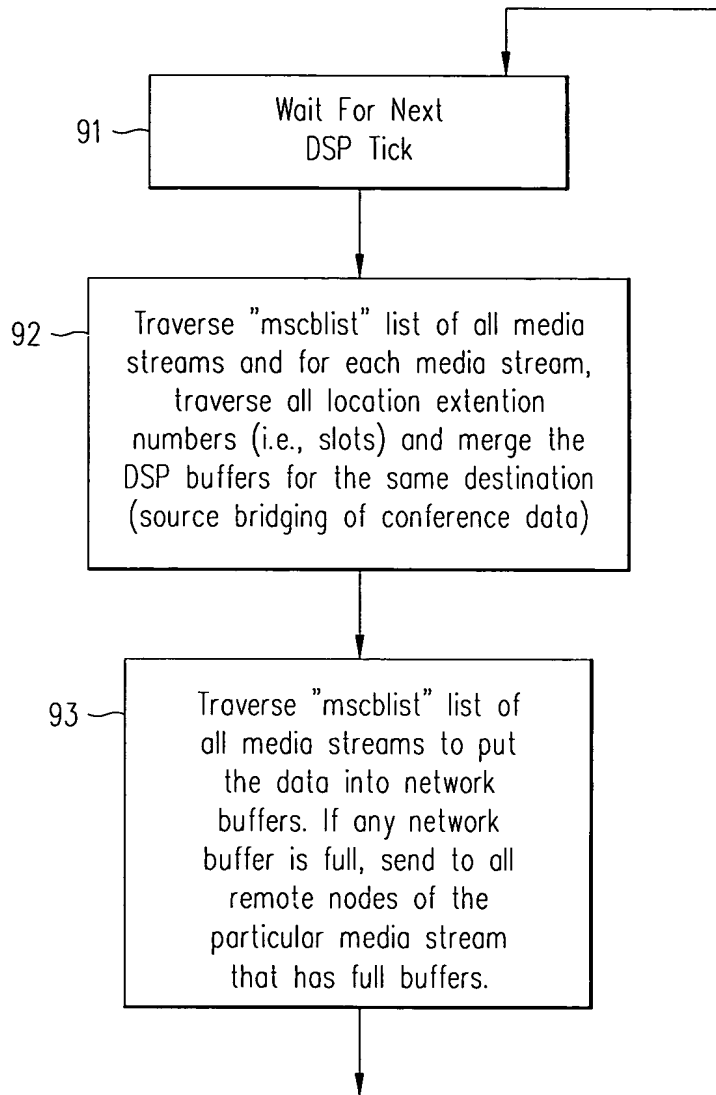 91
Wait For Next
DSP Tick
92
Traverse "mscblist" list of all media
streams and for each media stream,
traverse all location extention
numbers (i.e., slots) and merge the
DSP buffers for the same destination
(source bridging of conference data)
93
Traverse "mscblist" list of
all media streams to put
the data into network
buffers. If any network
buffer is full, send to all
remote nodes of the
particular media stream
that has full buffers.